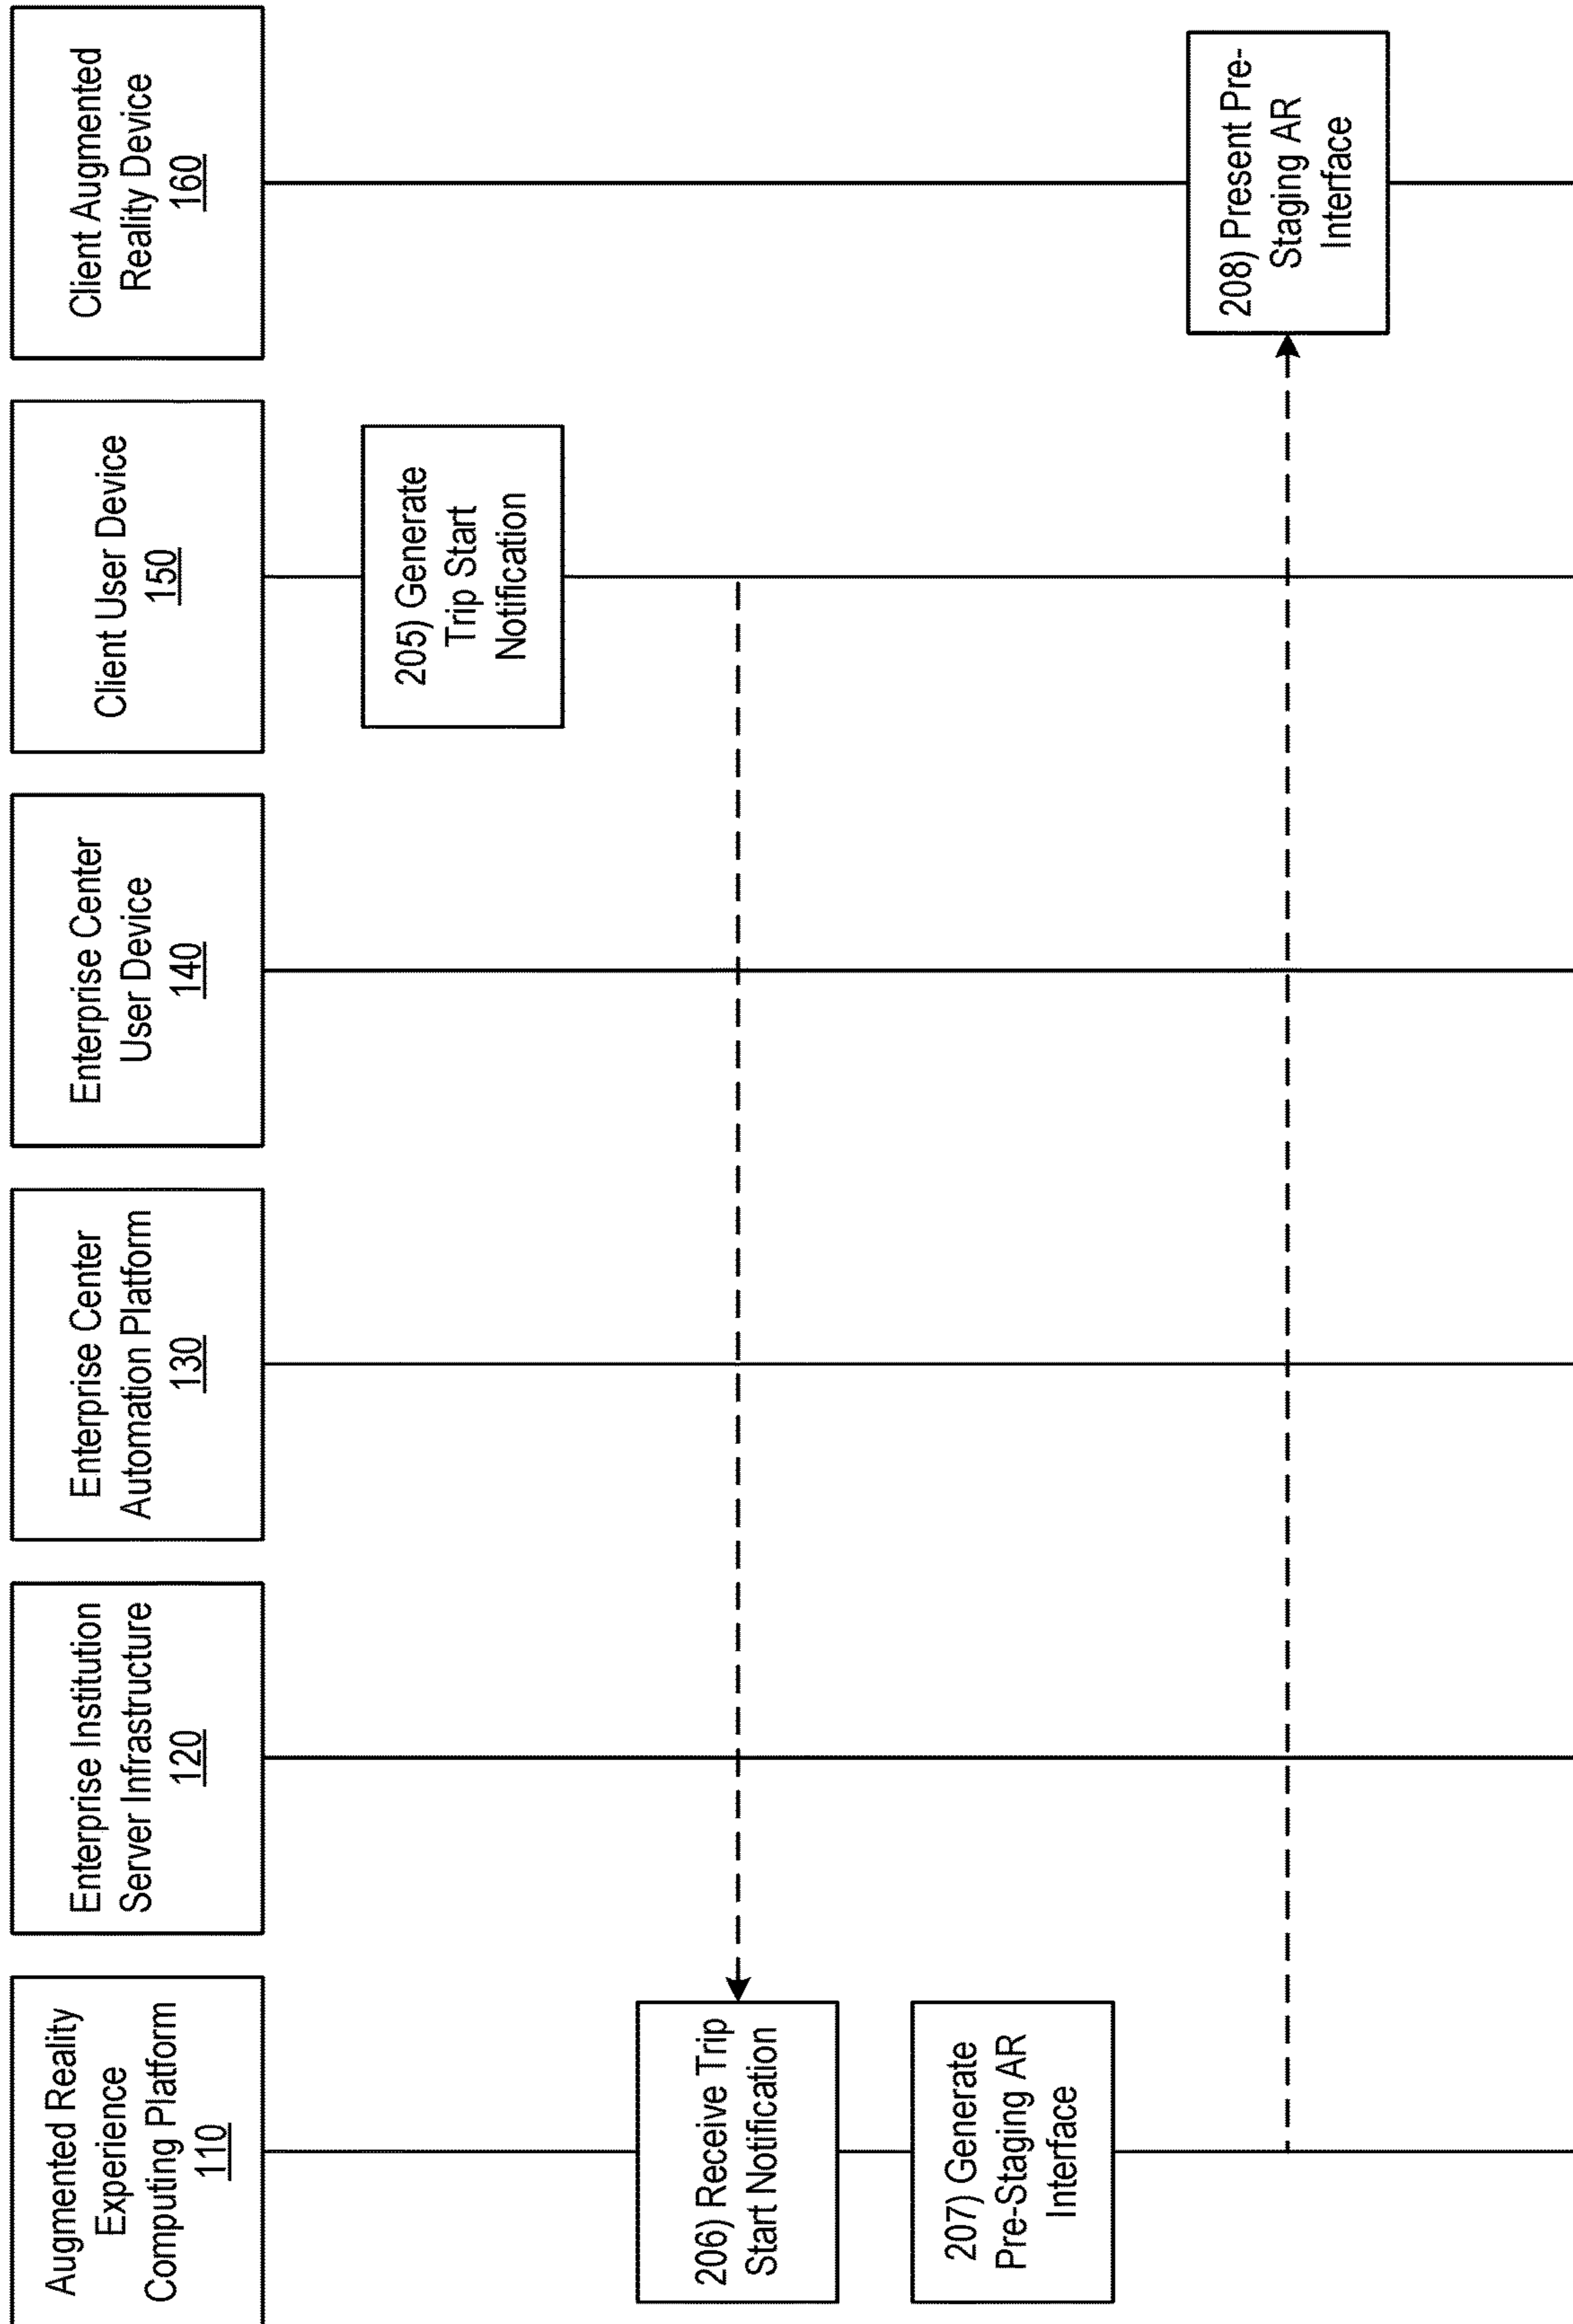 Augmented Reality
Experience
Computing Platform
110
Enterprise Institution
Server Infrastructure
120
Enterprise Center
Automation Platform
130
Enterprise Center
User Device
140
Client User Device
150
Client Augmented
Reality Device
160
205) Generate
Trip Start
Notification
206) Receive Trip
Start Notification
207) Generate
Pre-Staging AR
Interface
208) Present Pre-
Staging AR
Interface